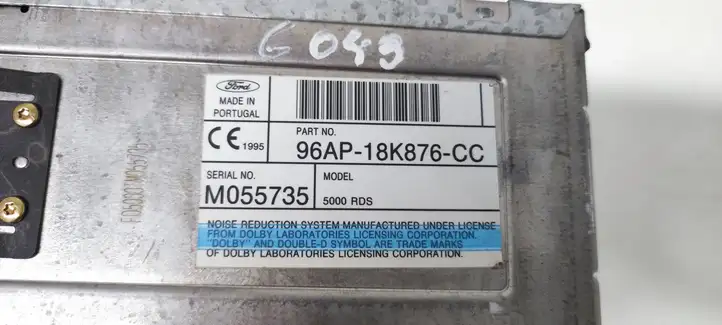 6 049
Ford
MADE IN
PORTUGAL
CE 1995
PART NO.
96AP-18K876-CC
SERIAL NO.
M055735
MODEL
5000 RDS
NOISE REDUCTION SYSTEM MANUFACTURED UNDER LICENSE
FROM DOLBY LABORATORIES LICENSING CORPORATION.
"DOLBY" AND DOUBLE-D SYMBOL ARE TRADE MARKS
OF DOLBY LABORATORIES LICENSING CORPORATION.